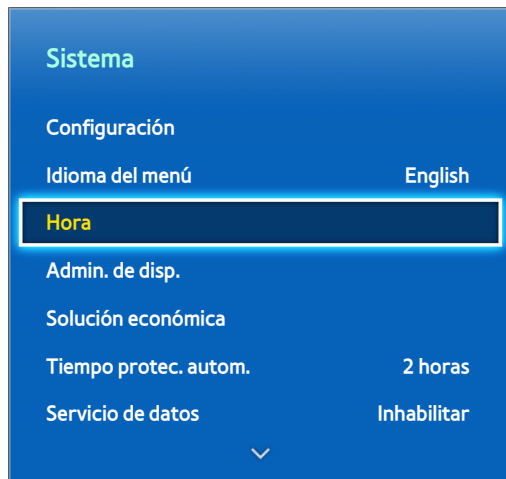 Sistema
Configuración
Idioma del menú English
Hora
Admin. de disp.
Solución económica
Tiempo protec. autom. 2 horas
Servicio de datos Inhabilitar